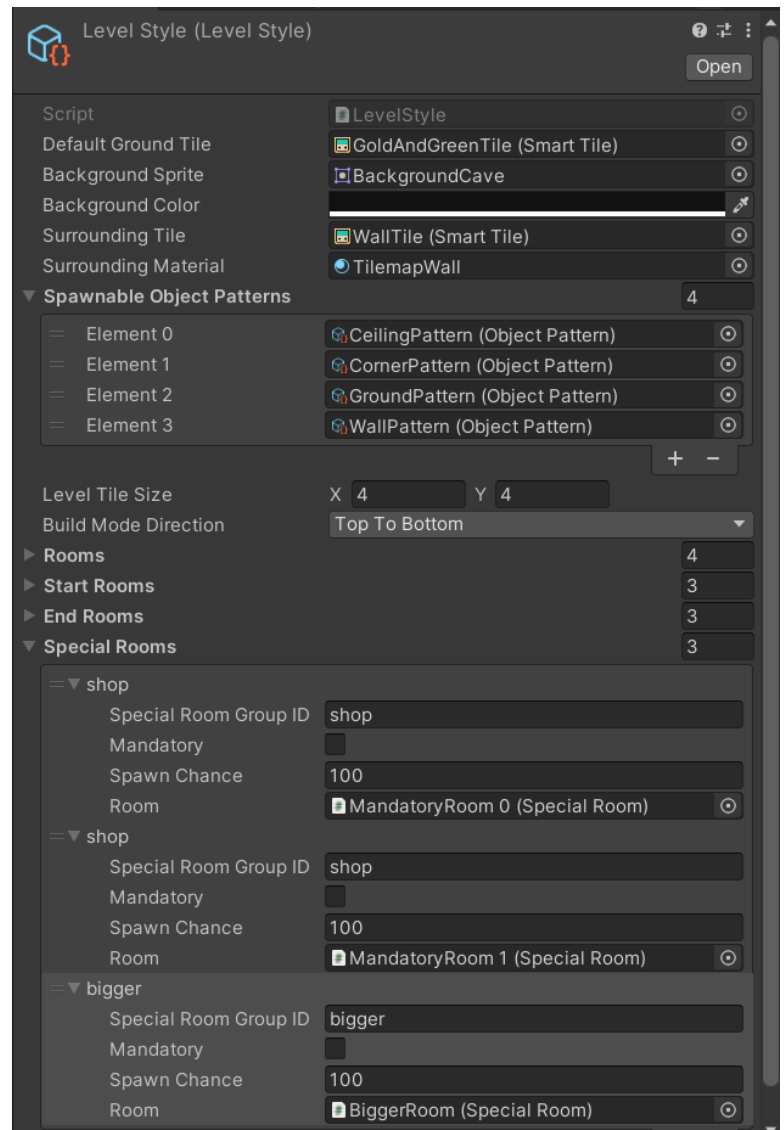 Level Style (Level Style)
Open
Script LevelStyle
Default Ground Tile GoldAndGreenTile (Smart Tile)
Background Sprite BackgroundCave
Background Color
Surrounding Tile WallTile (Smart Tile)
Surrounding Material TilemapWall
Spawnable Object Patterns 4
Element 0 CeilingPattern (Object Pattern)
Element 1 CornerPattern (Object Pattern)
Element 2 GroundPattern (Object Pattern)
Element 3 WallPattern (Object Pattern)
+ −
Level Tile Size X 4 Y 4
Build Mode Direction Top To Bottom
Rooms 4
Start Rooms 3
End Rooms 3
Special Rooms 3
shop
Special Room Group ID shop
Mandatory
Spawn Chance 100
Room MandatoryRoom 0 (Special Room)
shop
Special Room Group ID shop
Mandatory
Spawn Chance 100
Room MandatoryRoom 1 (Special Room)
bigger
Special Room Group ID bigger
Mandatory
Spawn Chance 100
Room BiggerRoom (Special Room)